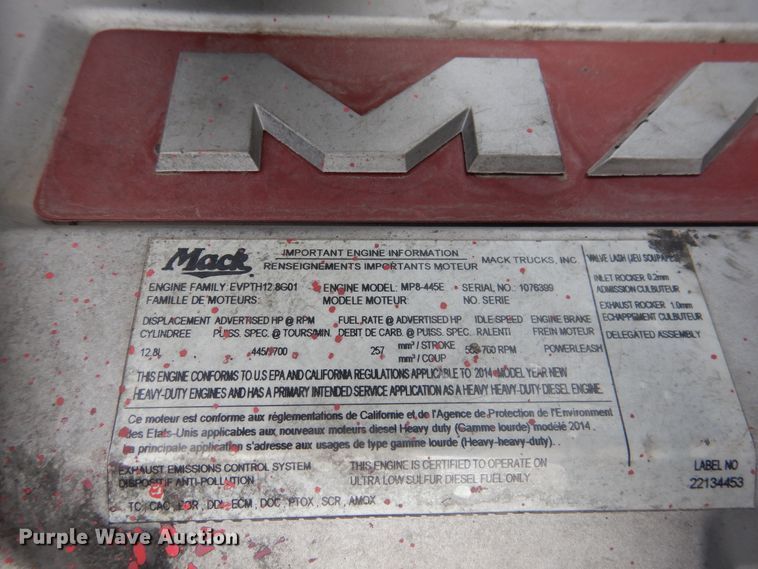 MA
Mack
IMPORTANT ENGINE INFORMATION
RENSEIGNEMENTS IMPORTANTS MOTEUR
MACK TRUCKS, INC.
ENGINE FAMILY: EVPTH12.8G01 ENGINE MODEL: MP8-445E SERIAL NO.: 1076399
FAMILLE DE MOTEURS: MODELE MOTEUR: NO. SERIE
DISPLACEMENT ADVERTISED HP @ RPM FUEL RATE @ ADVERTISED HP IDLE-SPEED ENGINE BRAKE
CYLINDREE PUISS. SPEC. @ TOURS/MIN. DEBIT DE CARB. @ PUISS. SPEC. RALENTI FREIN MOTEUR
12.8L 445/ 700 257 mm³ / STROKE 700 RPM POWERLEASH
mm³ / COUP
THIS ENGINE CONFORMS TO U.S EPA AND CALIFORNIA REGULATIONS APPLICABLE TO 2014 MODEL YEAR NEW
HEAVY-DUTY ENGINES AND HAS A PRIMARY INTENDED SERVICE APPLICATION AS A HEAVY HEAVY-DUTY-DIESEL ENGINE.
Ce moteur est conforme aux réglementations de Californie et,de l'Agence de Protection de l'Environment
des Etats-Unis applicables aux nouveaux moteurs diesel Heavy duty (Gamme lourde) modèle 2014 .
principale application s'adresse aux usages de type gamme lourde (Heavy-heavy-duty).
EXHAUST EMISSIONS CONTROL SYSTEM
DISPOSITIF ANTI-POLLUTION
THIS ENGINE IS CERTIFIED TO OPERATE ON
ULTRA LOW SULFUR DIESEL FUEL ONLY
TC, CAC, EGR, DDI, ECM, DOC, PTOX, SCR, AMOX
VALVE LASH (JEU SOUPAPES)
INLET ROCKER 0.2mm
ADMISSION CULBUTEUR
EXHAUST ROCKER 1.0mm
ECHAPPEMENT CULBUTEUR
DELEGATED ASSEMBLY
LABEL NO
22134453
Purple Wave Auction